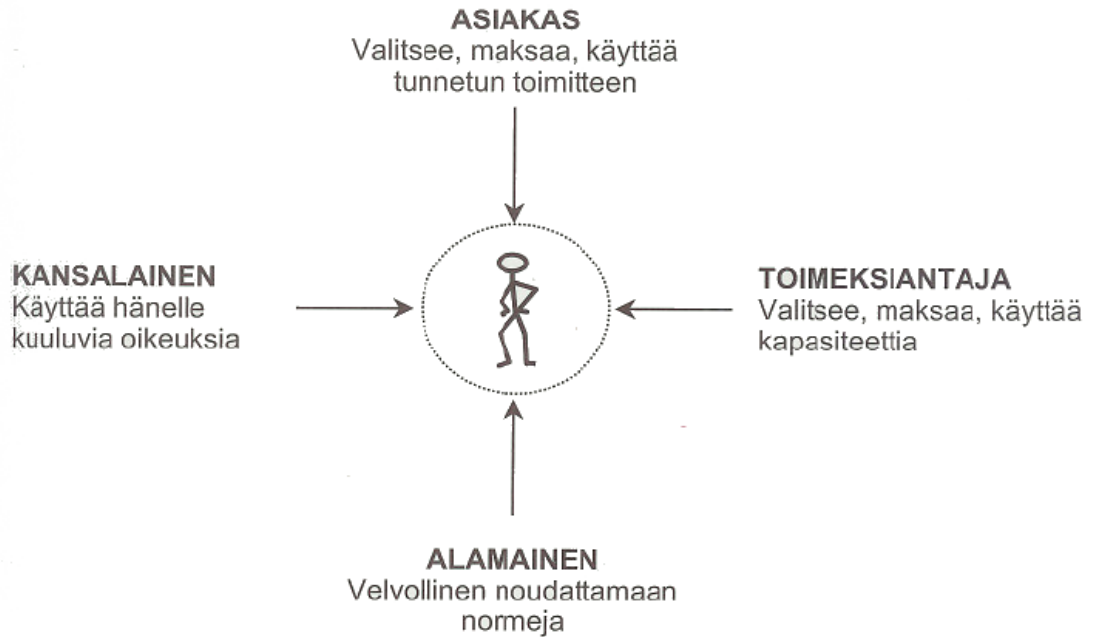 ASIAKAS
Valitsee, maksaa, käyttää
tunnetun toimitteen
KANSALAINEN
Käyttää hänelle
kuuluvia oikeuksia
TOIMEKSIANTAJA
Valitsee, maksaa, käyttää
kapasiteettia
ALAMAINEN
Velvollinen noudattamaan
normeja